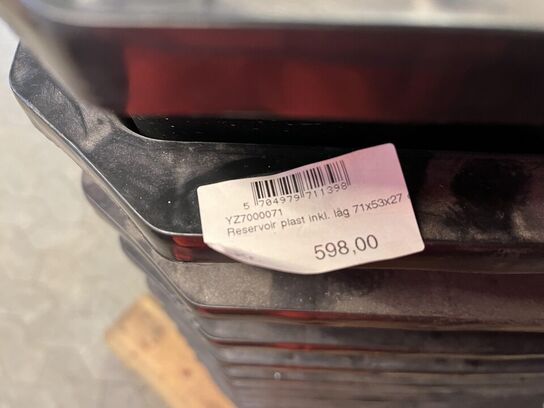 5 704979 711398
YZ7000071
Reservoir plast inkl. låg 71x53x27
598,00